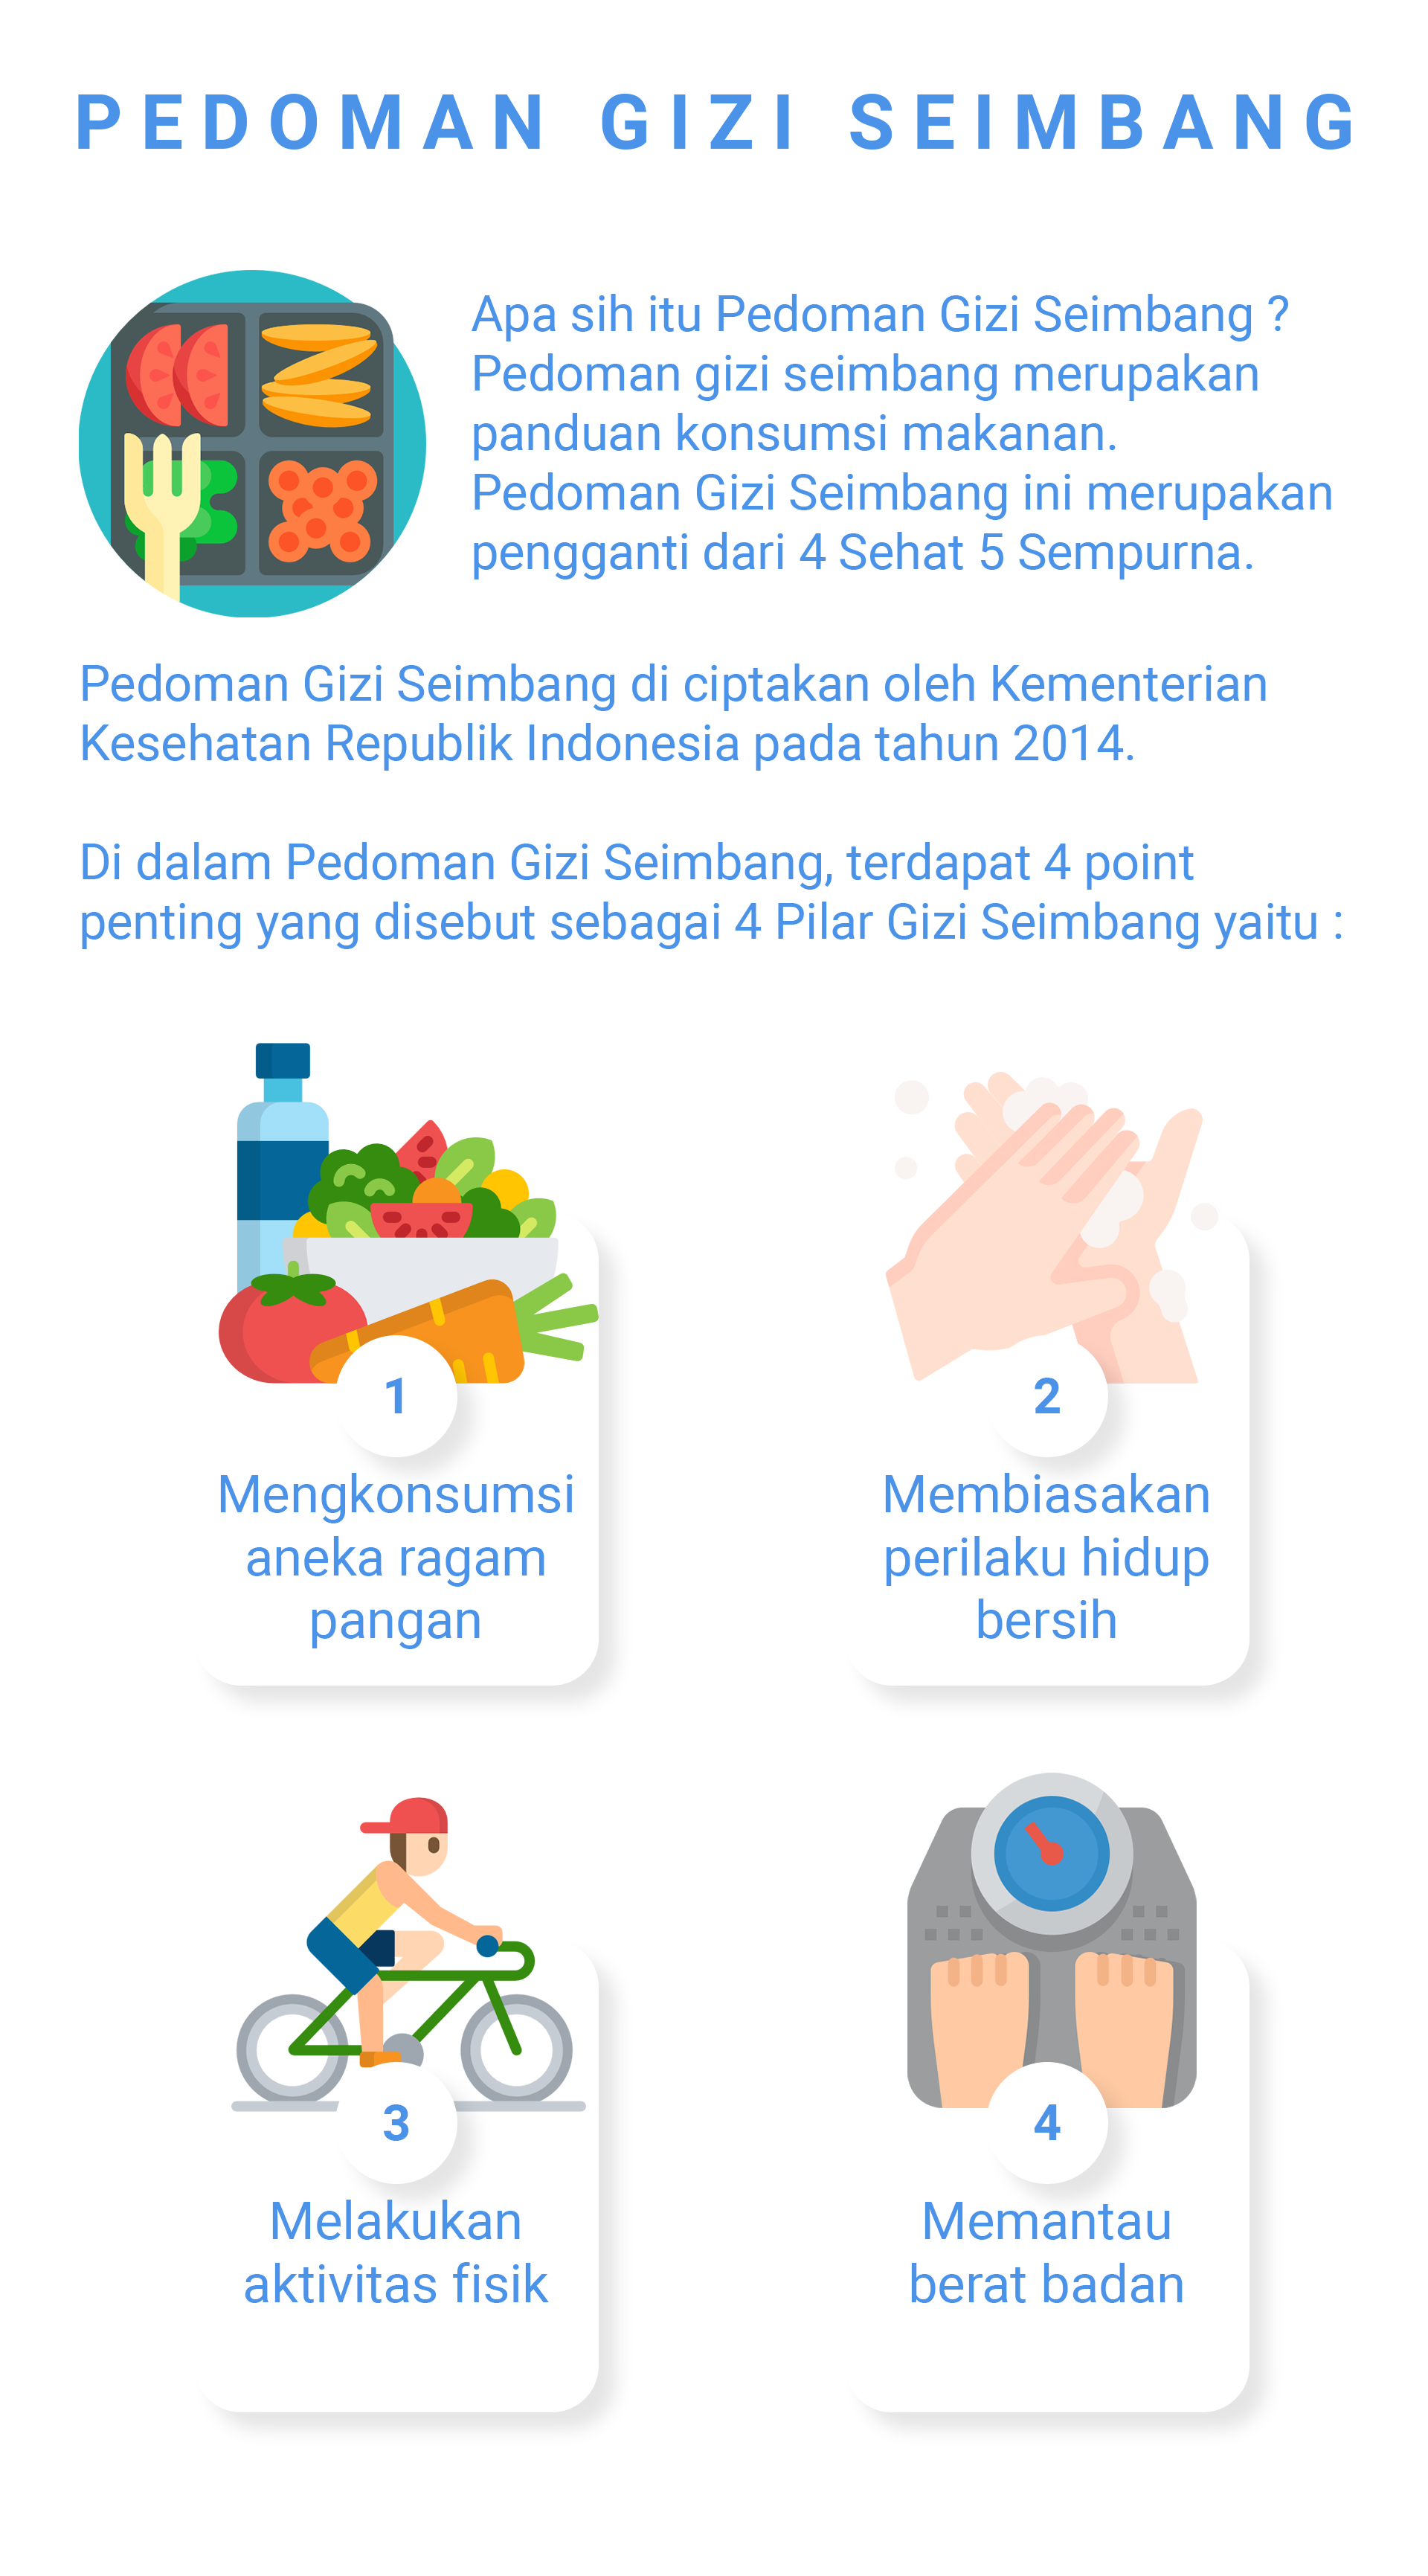 PEDOMAN GIZI SEIMBANG
Apa sih itu Pedoman Gizi Seimbang ?
Pedoman gizi seimbang merupakan
panduan konsumsi makanan.
Pedoman Gizi Seimbang ini merupakan
pengganti dari 4 Sehat 5 Sempurna.
Pedoman Gizi Seimbang di ciptakan oleh Kementerian
Kesehatan Republik Indonesia pada tahun 2014.
Di dalam Pedoman Gizi Seimbang, terdapat 4 point
penting yang disebut sebagai 4 Pilar Gizi Seimbang yaitu :
1
Mengkonsumsi
aneka ragam
pangan
2
Membiasakan
perilaku hidup
bersih
3
Melakukan
aktivitas fisik
4
Memantau
berat badan